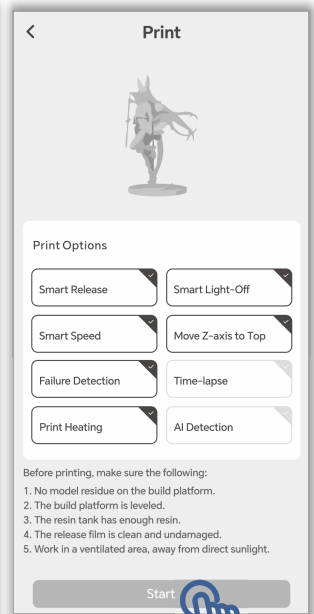 Print
Print Options
Smart Release
Smart Light-Off
Smart Speed
Move Z-axis to Top
Failure Detection
Time-lapse
Print Heating
AI Detection
Before printing, make sure the following:
1. No model residue on the build platform.
2. The build platform is leveled.
3. The resin tank has enough resin.
4. The release film is clean and undamaged.
5. Work in a ventilated area, away from direct sunlight.
Start